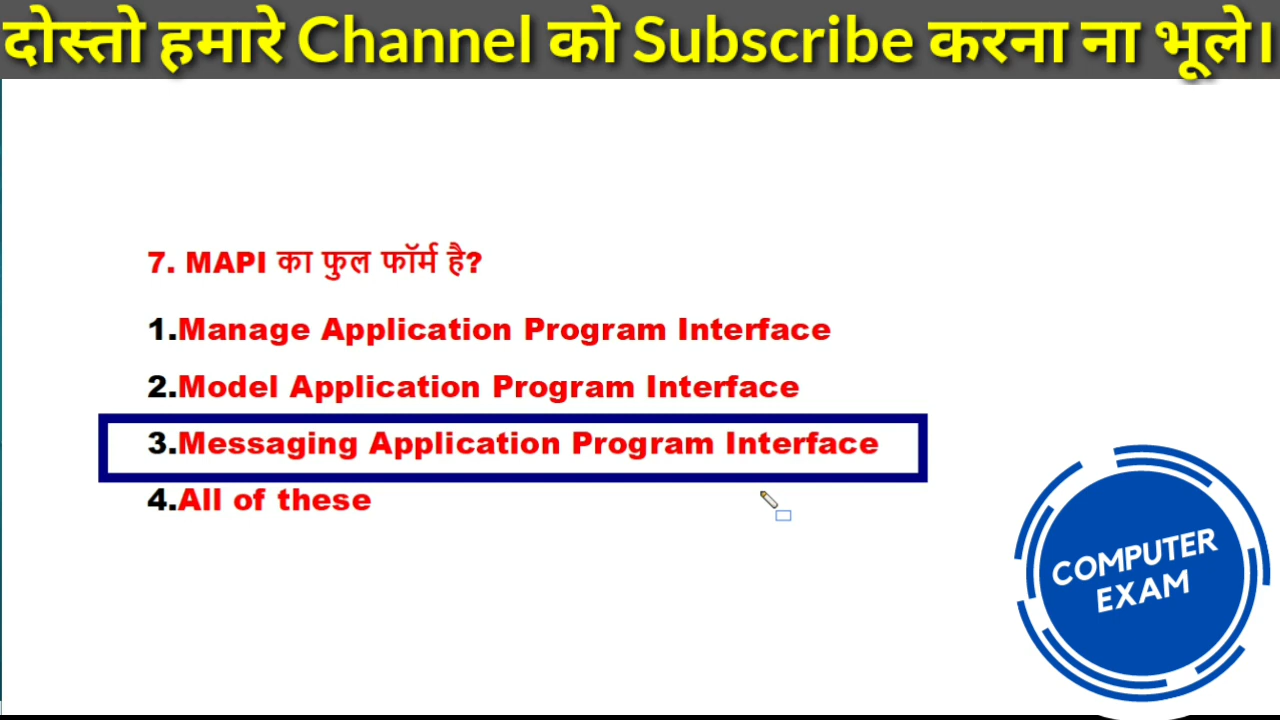 दोस्तो हमारे Channel को Subscribe करना ना भूले।
7. MAPI का फुल फॉर्म है?
1.Manage Application Program Interface
2.Model Application Program Interface
3.Messaging Application Program Interface
4.All of these
COMPUTER
EXAM